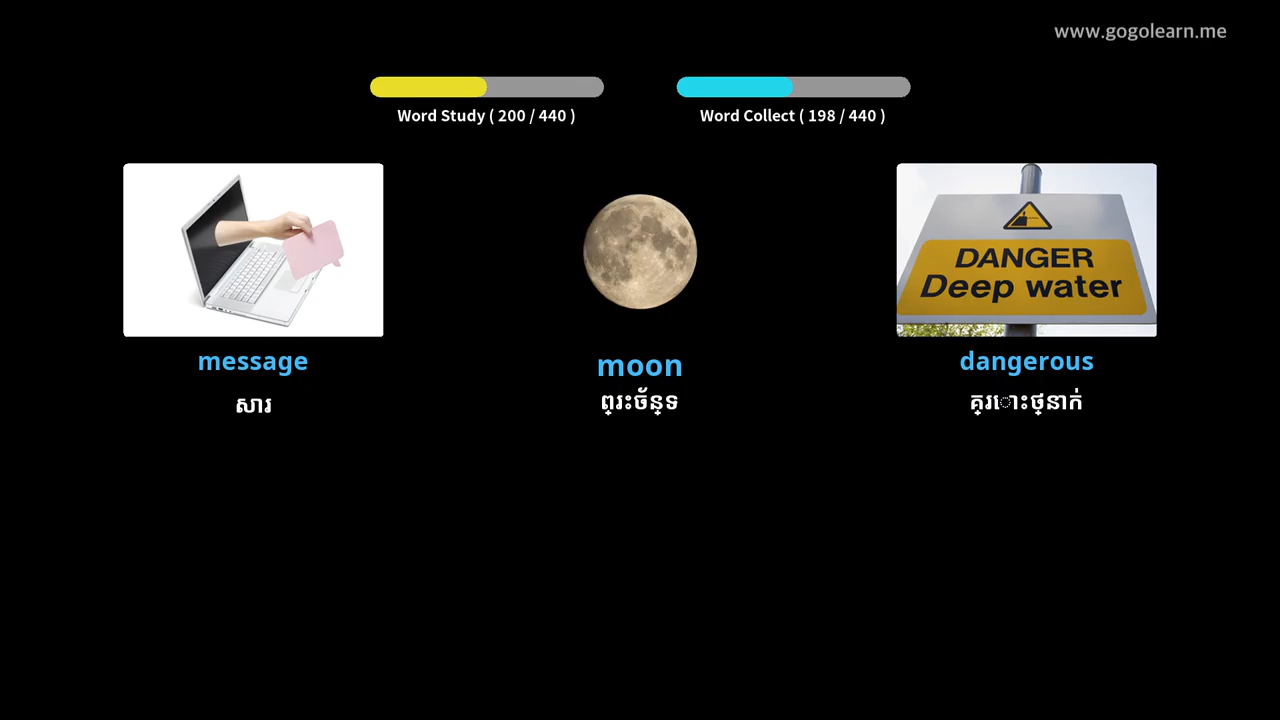 www.gogolearn.me
Word Study ( 200 / 440 )
Word Collect ( 198 / 440 )
DANGER
Deep water
message
moon
dangerous
សារ
ព្រះច័ន្ទ
គ្រោះថ្នាក់